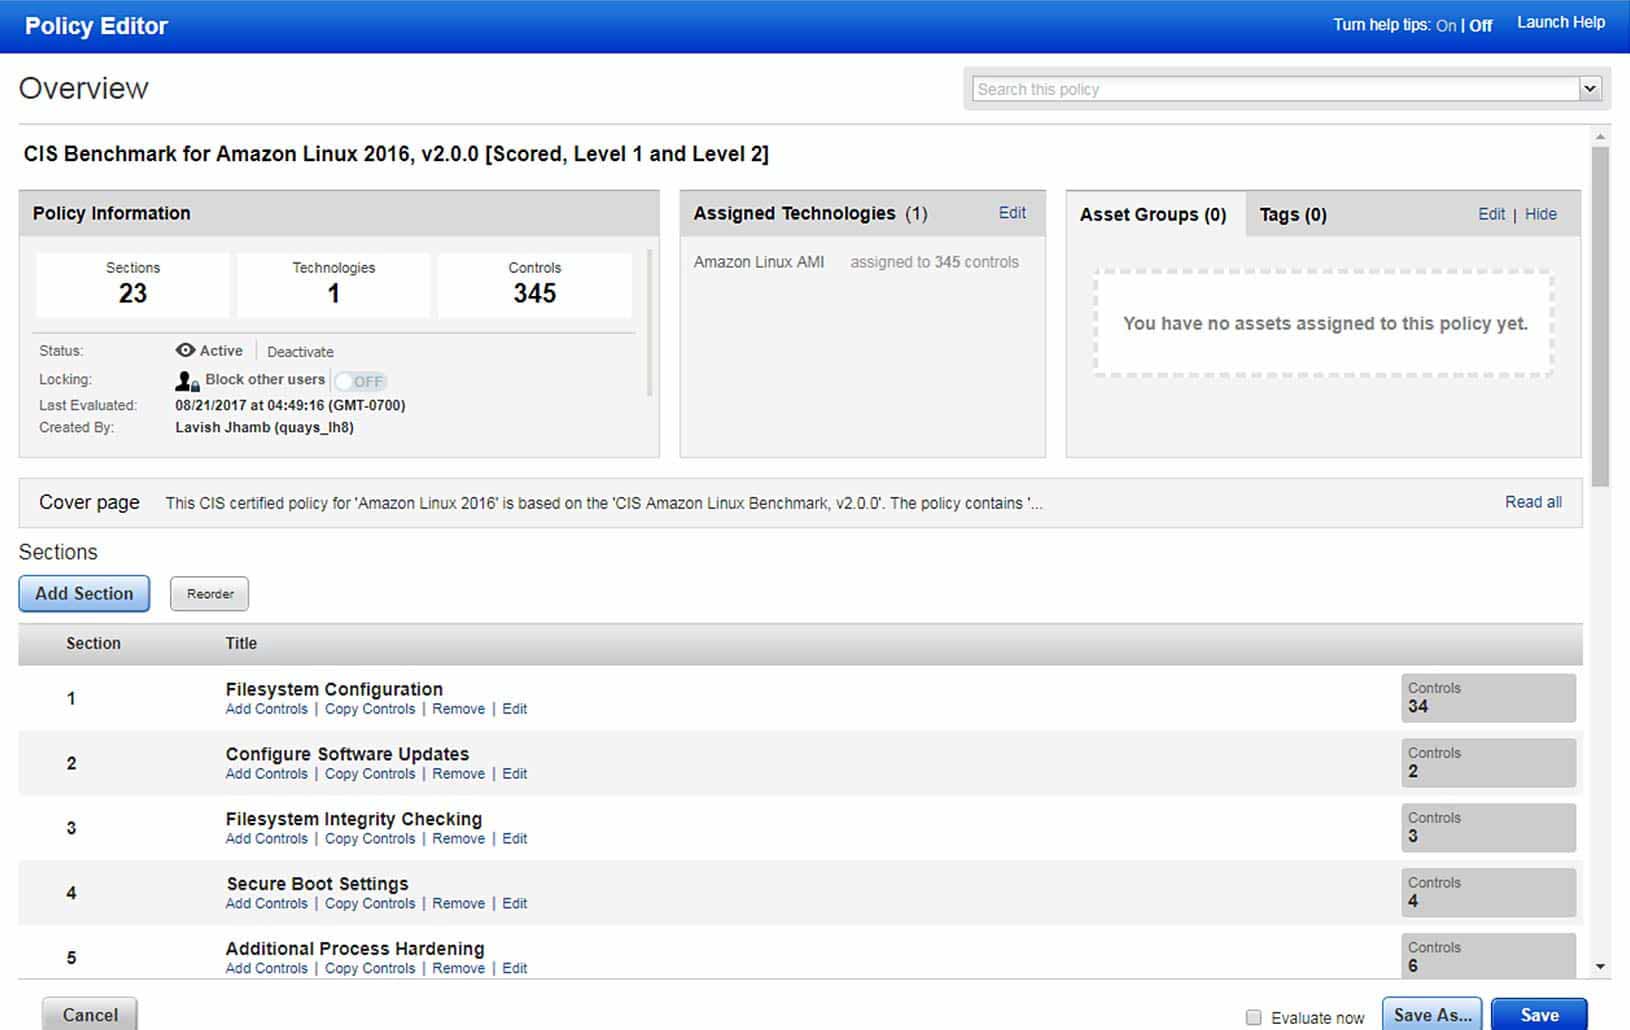 Policy Editor
Turn help tips: On | Off Launch Help
Overview
Search this policy
CIS Benchmark for Amazon Linux 2016, v2.0.0 [Scored, Level 1 and Level 2]
Policy Information
Sections
23
Technologies
1
Controls
345
Status: Active Deactivate
Locking: Block other users OFF
Last Evaluated: 08/21/2017 at 04:49:16 (GMT-0700)
Created By: Lavish Jhamb (quays_lh8)
Assigned Technologies (1) Edit
Amazon Linux AMI assigned to 345 controls
Asset Groups (0) Tags (0) Edit | Hide
You have no assets assigned to this policy yet.
Cover page This CIS certified policy for 'Amazon Linux 2016' is based on the 'CIS Amazon Linux Benchmark, v2.0.0'. The policy contains '... Read all
Sections
Add Section Reorder
Section Title
1 Filesystem Configuration
Add Controls | Copy Controls | Remove | Edit
Controls
34
2 Configure Software Updates
Add Controls | Copy Controls | Remove | Edit
Controls
2
3 Filesystem Integrity Checking
Add Controls | Copy Controls | Remove | Edit
Controls
3
4 Secure Boot Settings
Add Controls | Copy Controls | Remove | Edit
Controls
4
5 Additional Process Hardening
Add Controls | Copy Controls | Remove | Edit
Controls
6
Cancel Evaluate now Save As... Save